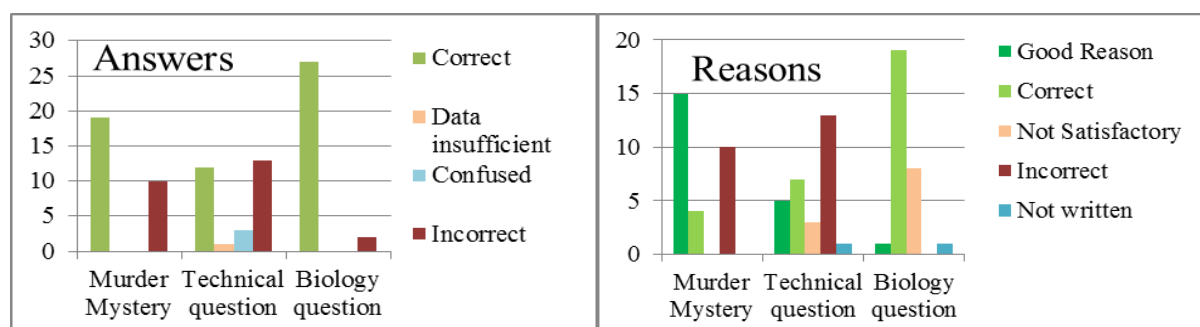 Answers
30
25
20
15
10
5
0
Murder
Mystery
Technical
question
Biology
question
Correct
Data
insufficient
Confused
Incorrect
Reasons
20
15
10
5
0
Murder
Mystery
Technical
question
Biology
question
Good Reason
Correct
Not Satisfactory
Incorrect
Not written